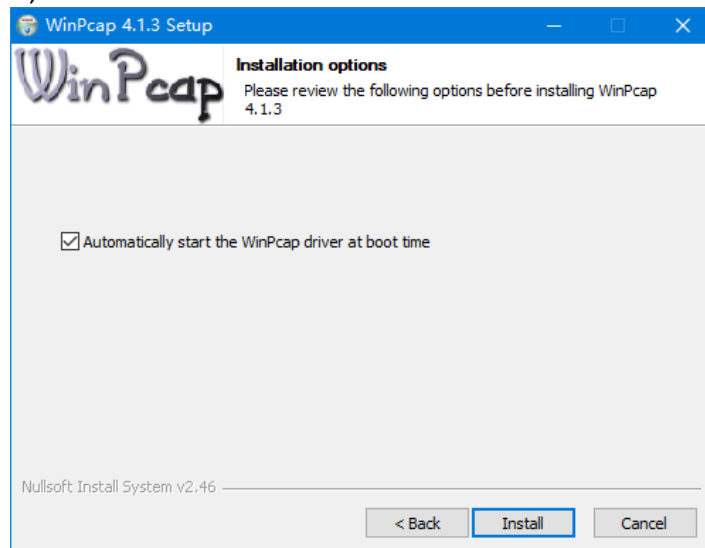 WinPcap 4.1.3 Setup
WinPcap
Installation options
Please review the following options before installing WinPcap
4.1.3
Automatically start the WinPcap driver at boot time
Nullsoft Install System v2.46
< Back
Install
Cancel